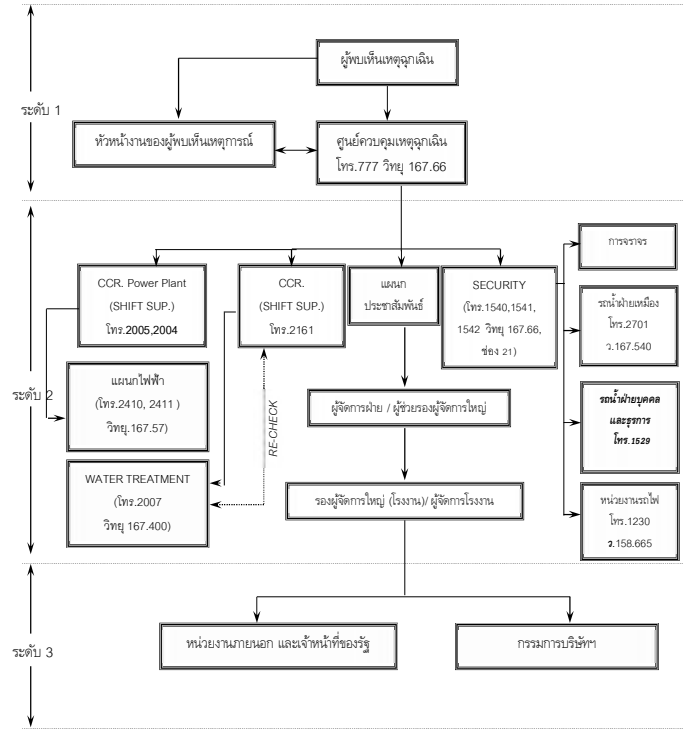 ผู้พบเห็นเหตุฉุกเฉิน
ระดับ 1
หัวหน้างานของผู้พบเห็นเหตุการณ์
ศูนย์ควบคุมเหตุฉุกเฉิน
โทร.777 วิทยุ 167.66
การจราจร
CCR. Power Plant
(SHIFT SUP.)
โทร.2005,2004
CCR.
(SHIFT SUP.)
โทร.2161
แผนก
ประชาสัมพันธ์
SECURITY
(โทร.1540,1541,
1542 วิทยุ 167.66,
ช่อง 21)
รถน้ำฝ่ายเหมือง
โทร.2701
ว.167.540
ระดับ 2
แผนกไฟฟ้า
(โทร.2410, 2411 )
วิทยุ.167.57)
RE-CHECK
ผู้จัดการฝ่าย / ผู้ช่วยรองผู้จัดการใหญ่
รถน้ำฝ่ายบุคคล
และธุรการ
โทร.1529
WATER TREATMENT
(โทร.2007
วิทยุ 167.400)
รองผู้จัดการใหญ่ (โรงงาน)/ ผู้จัดการโรงงาน
หน่วยงานรถไฟ
โทร.1230
ว.158.665
ระดับ 3
หน่วยงานภายนอก และเจ้าหน้าที่ของรัฐ
กรรมการบริษัทฯ